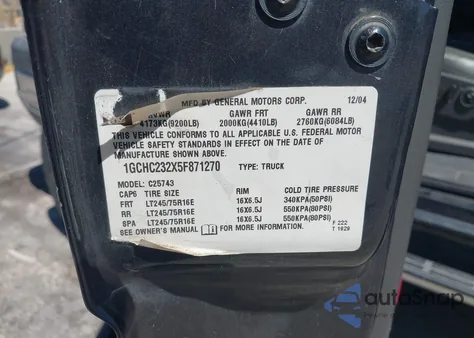 MFD BY GENERAL MOTORS CORP. 12/04
GVWR GAWR FRT GAWR RR
4173KG(9200LB) 2000KG(4410LB) 2760KG(6084LB)
THIS VEHICLE CONFORMS TO ALL APPLICABLE U.S. FEDERAL MOTOR
VEHICLE SAFETY STANDARDS IN EFFECT ON THE DATE OF
MANUFACTURE SHOWN ABOVE.
1GCHC232X5F871270 TYPE: TRUCK
MODEL: C25743
CAP6 TIRE SIZE RIM COLD TIRE PRESSURE
FRT LT245/75R16E 16X6.5J 340KPA(50PSI)
RR LT245/75R16E 16X6.5J 550KPA(80PSI)
SPA LT245/75R16E 16X6.5J 550KPA(80PSI)
SEE OWNER'S MANUAL FOR MORE INFORMATION.
F 222
T 1929
autoSnap